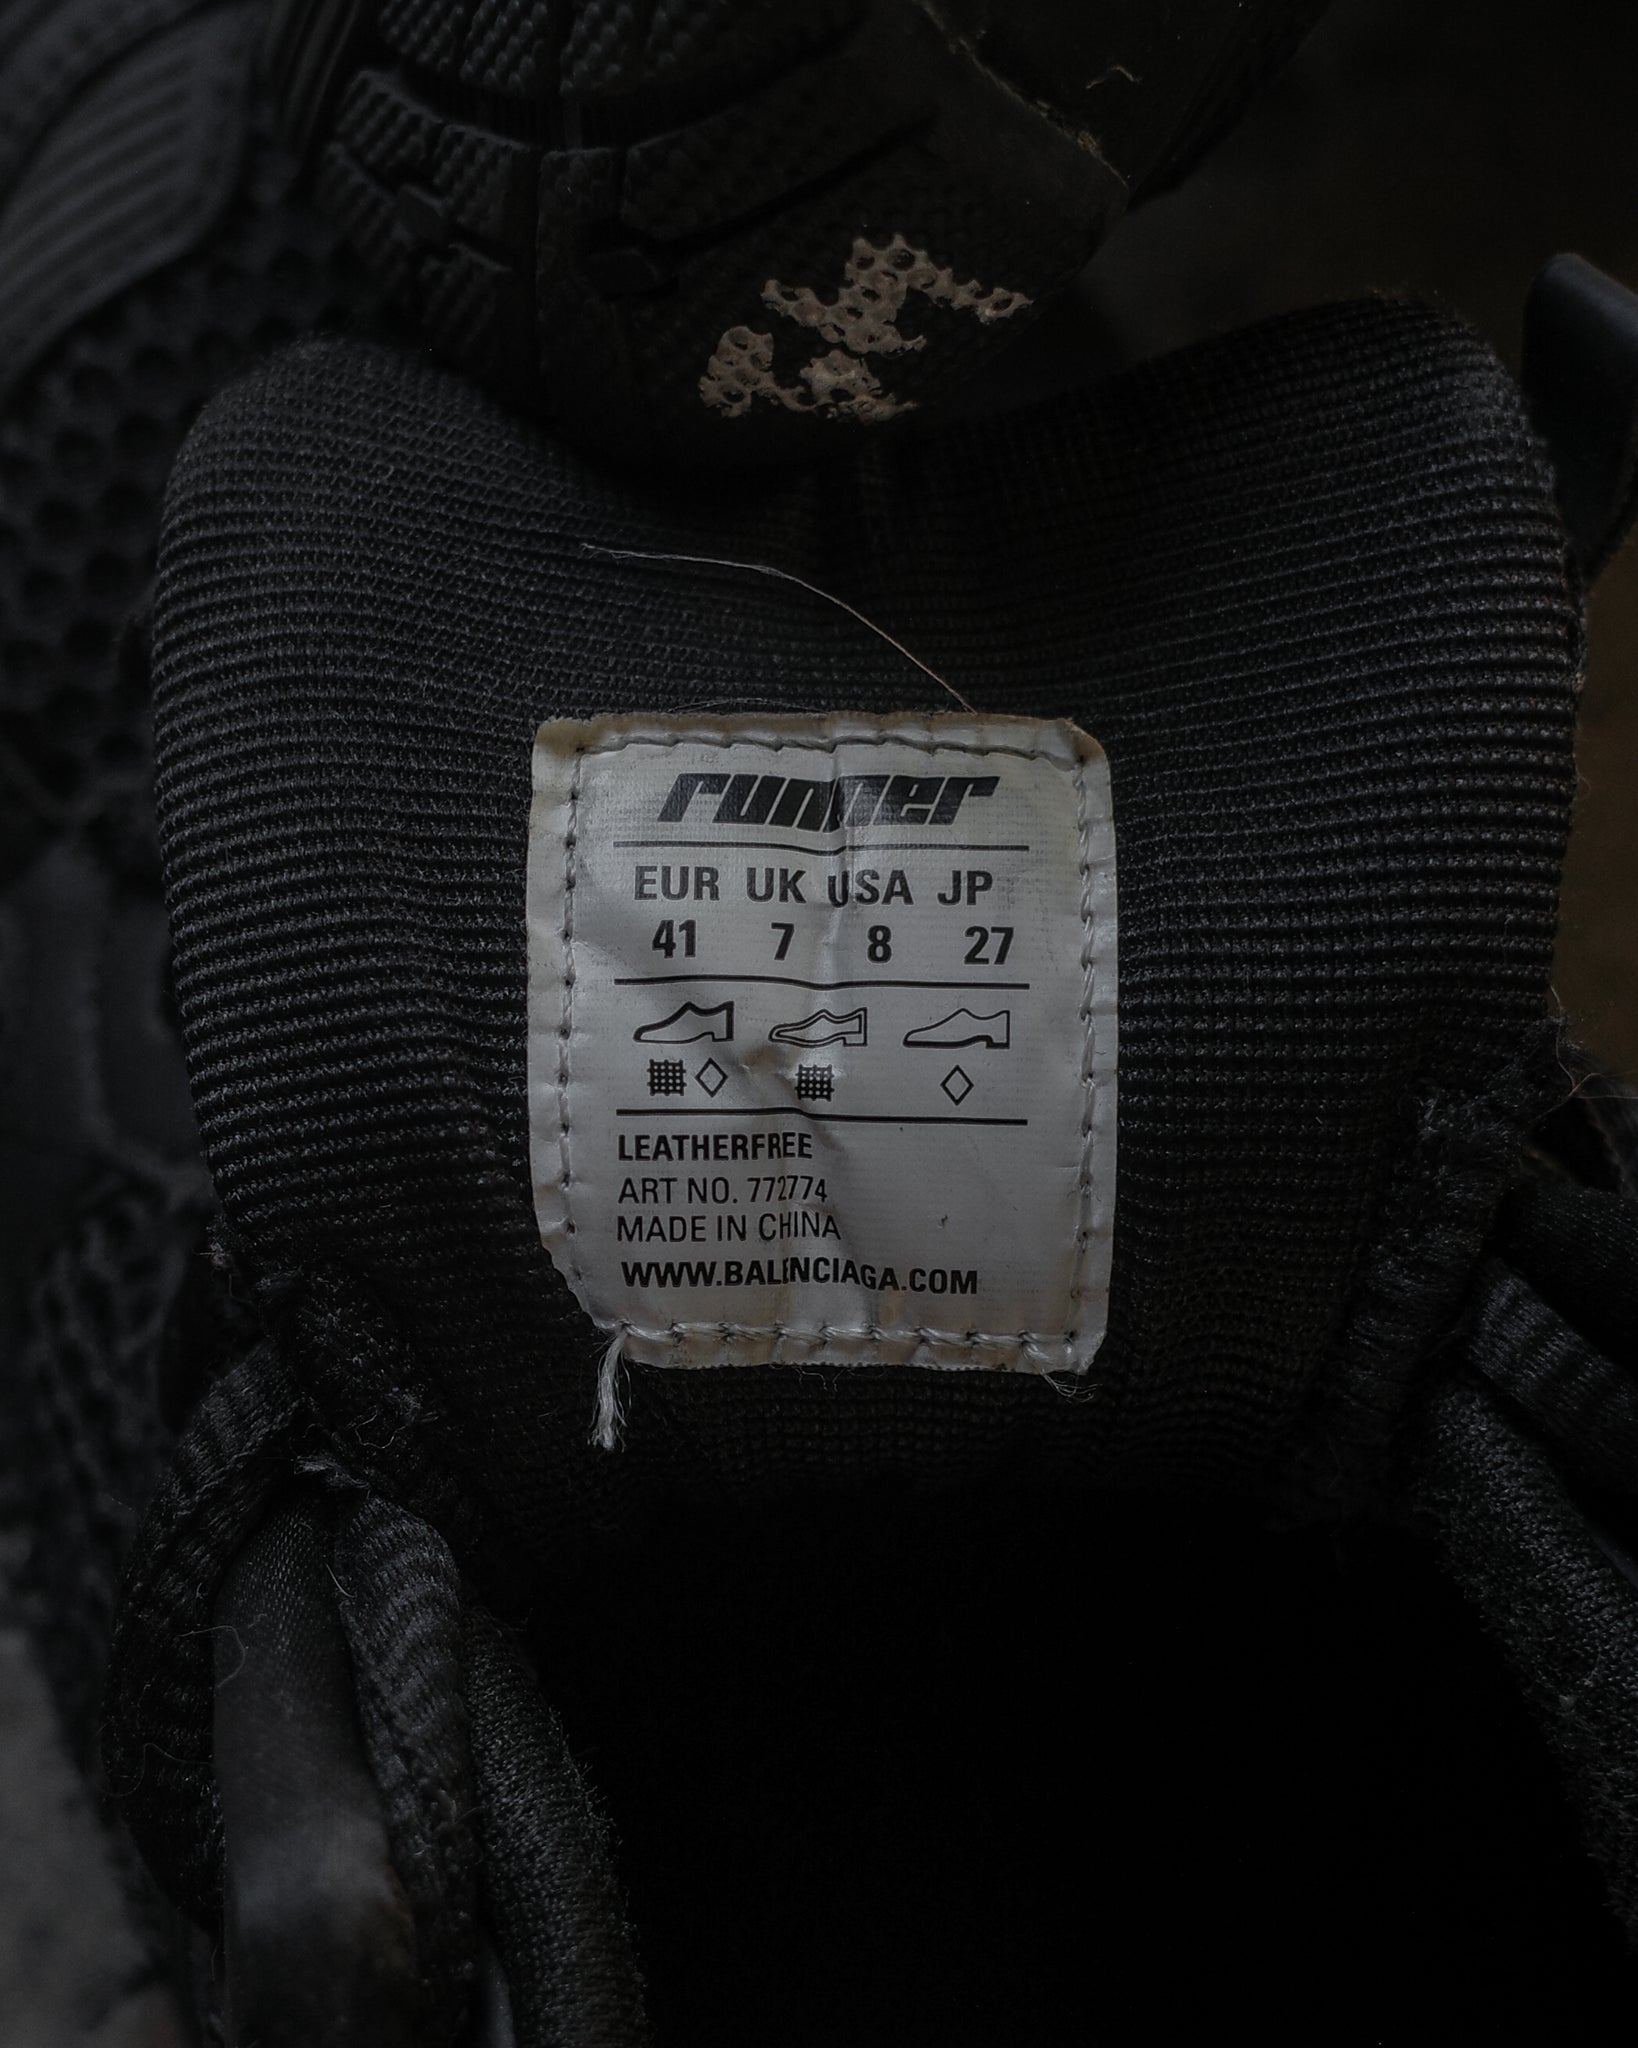 runner
EUR UK USA JP
41 7 8 27
LEATHERFREE
ART NO. 772774
MADE IN CHINA
WWW.BALENCIAGA.COM